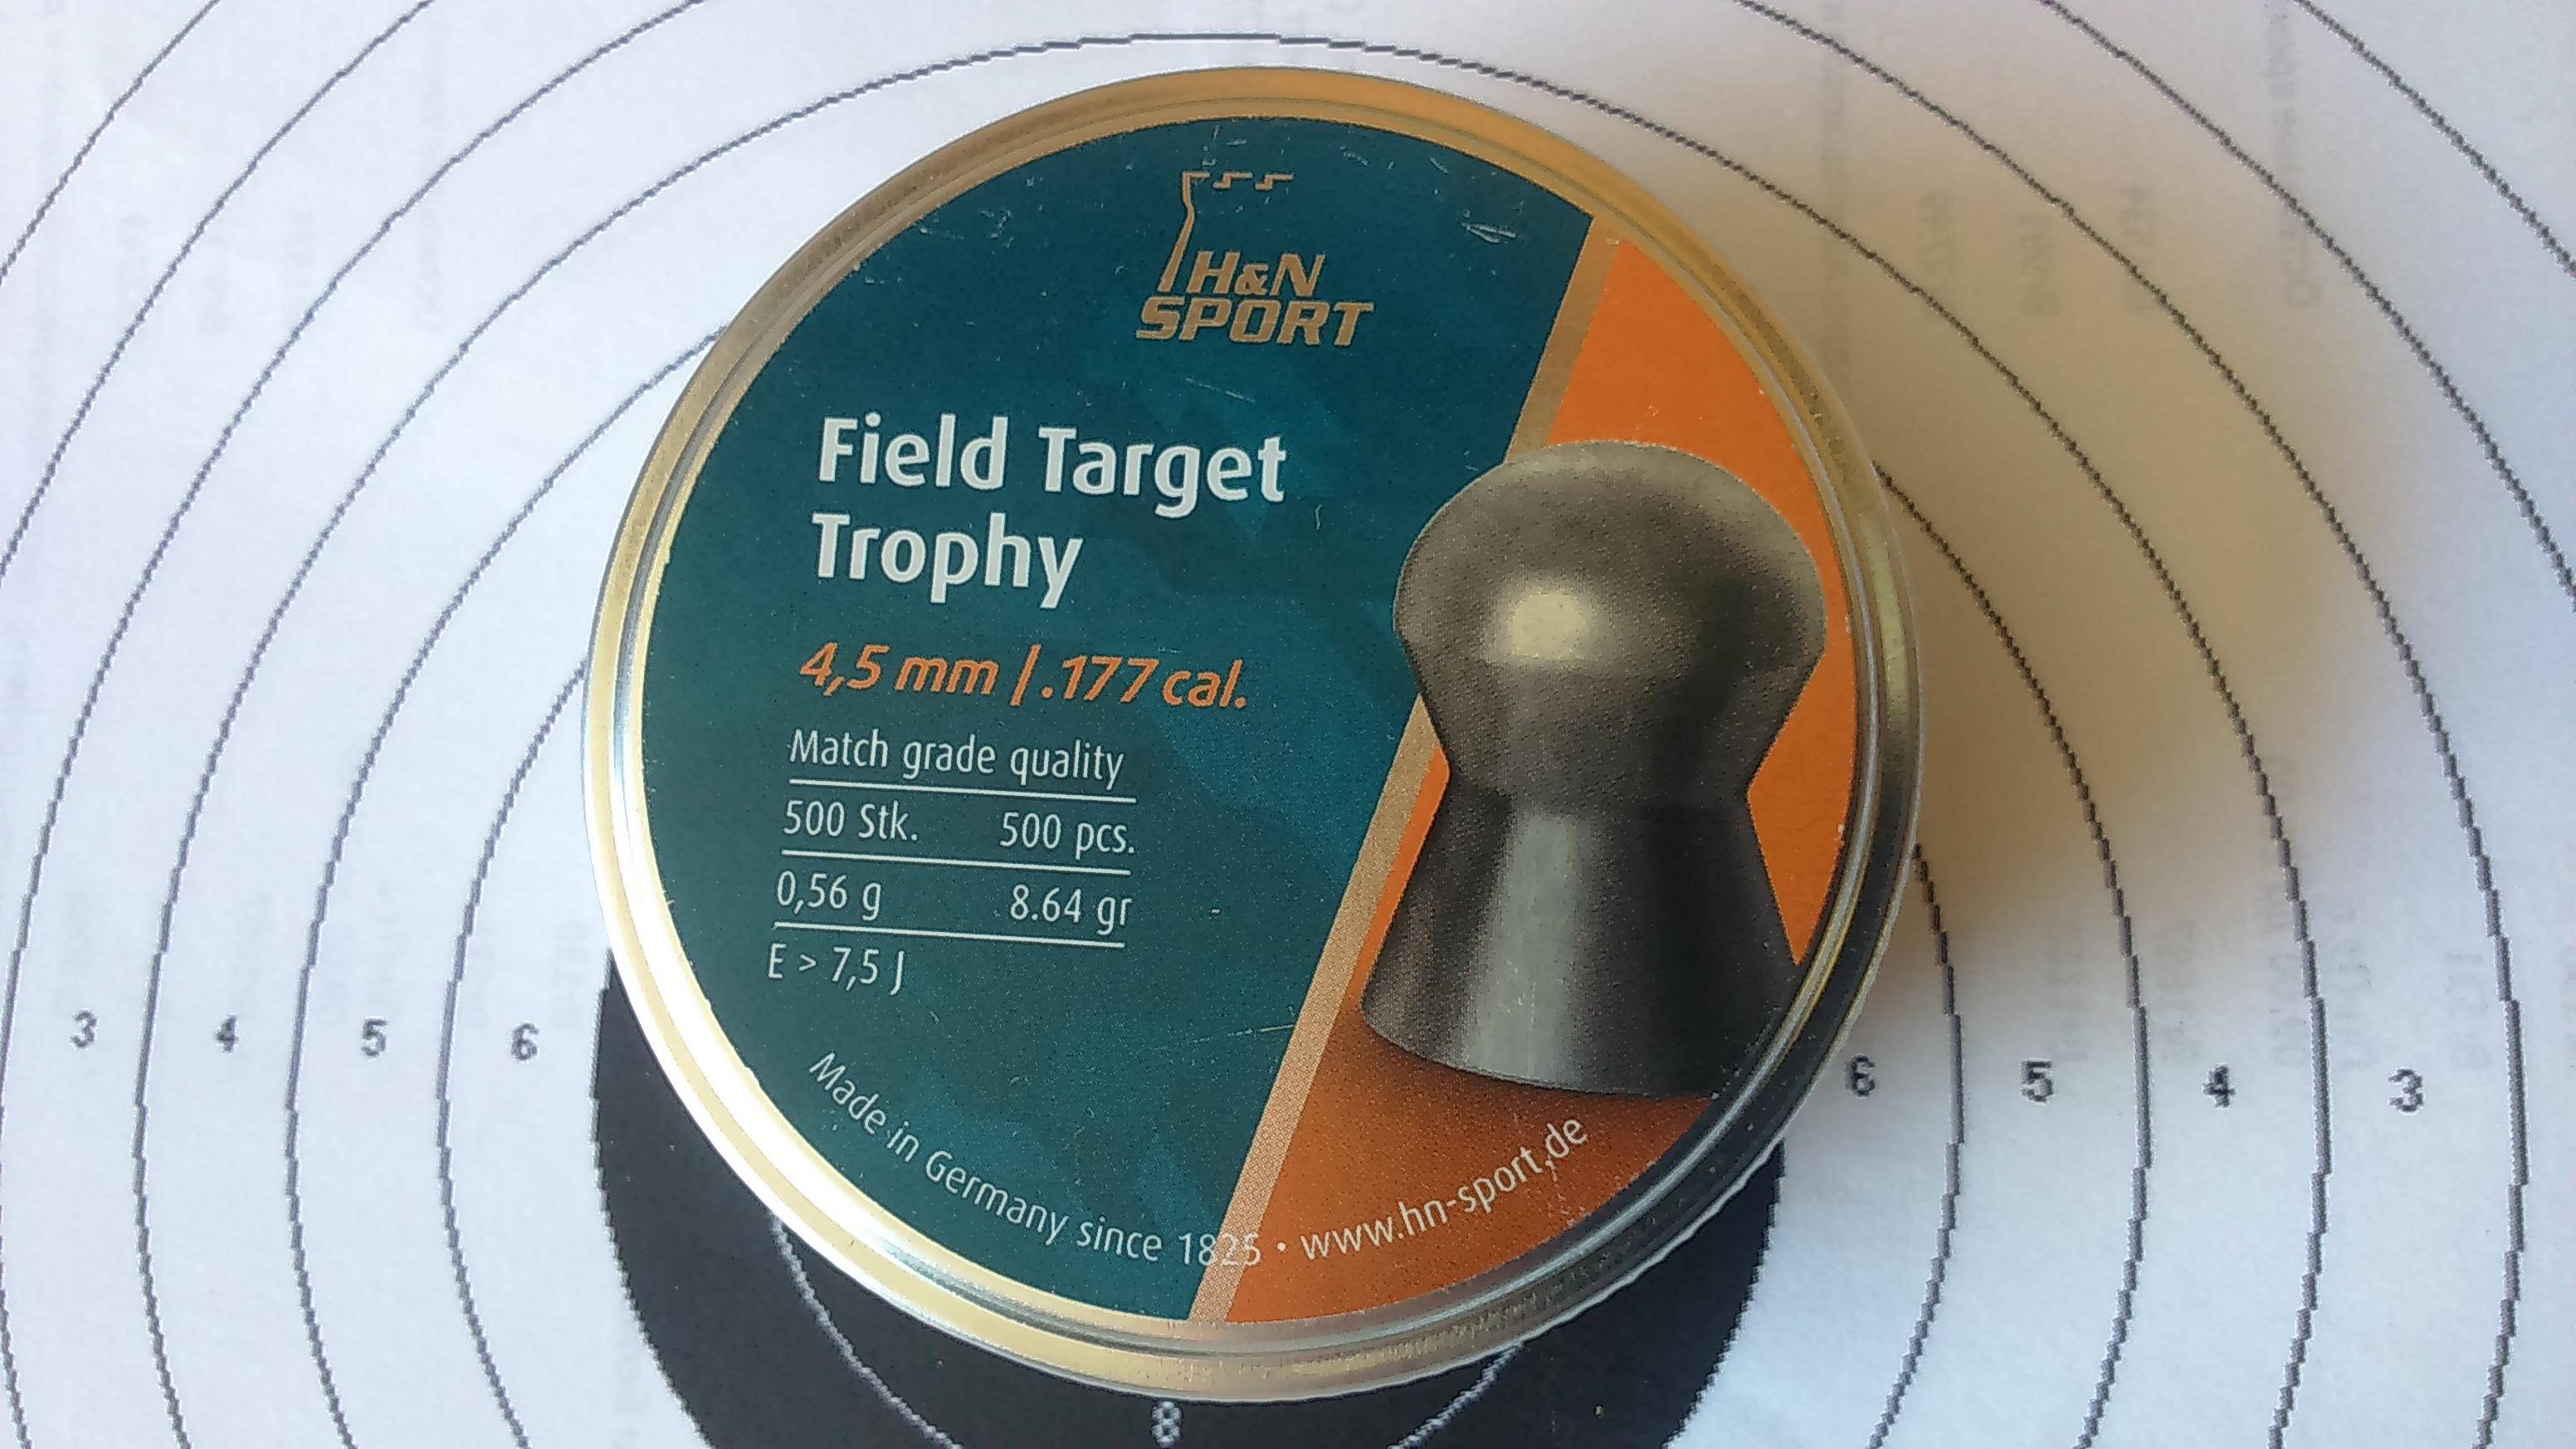 H&N
SPORT
Field Target
Trophy
4,5 mm | .177 cal.
Match grade quality
500 Stk. 500 pcs.
0,56 g 8.64 gr
E > 7,5 J
Made in Germany since 1825 • www.hn-sport.de
3 4 5 6 6 5 4 3
8